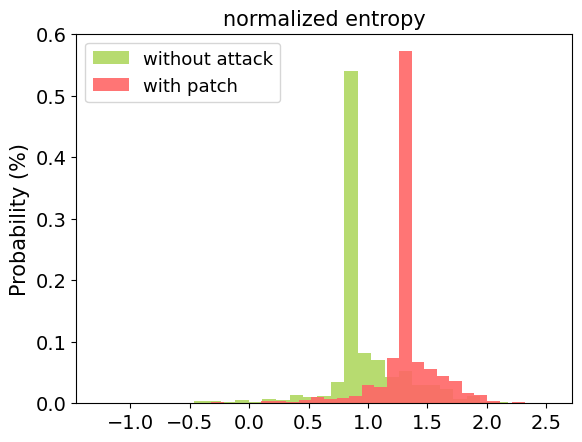 normalized entropy
without attack
with patch
Probability (%)
0.6
0.5
0.4
0.3
0.2
0.1
0.0
−1.0 −0.5 0.0 0.5 1.0 1.5 2.0 2.5